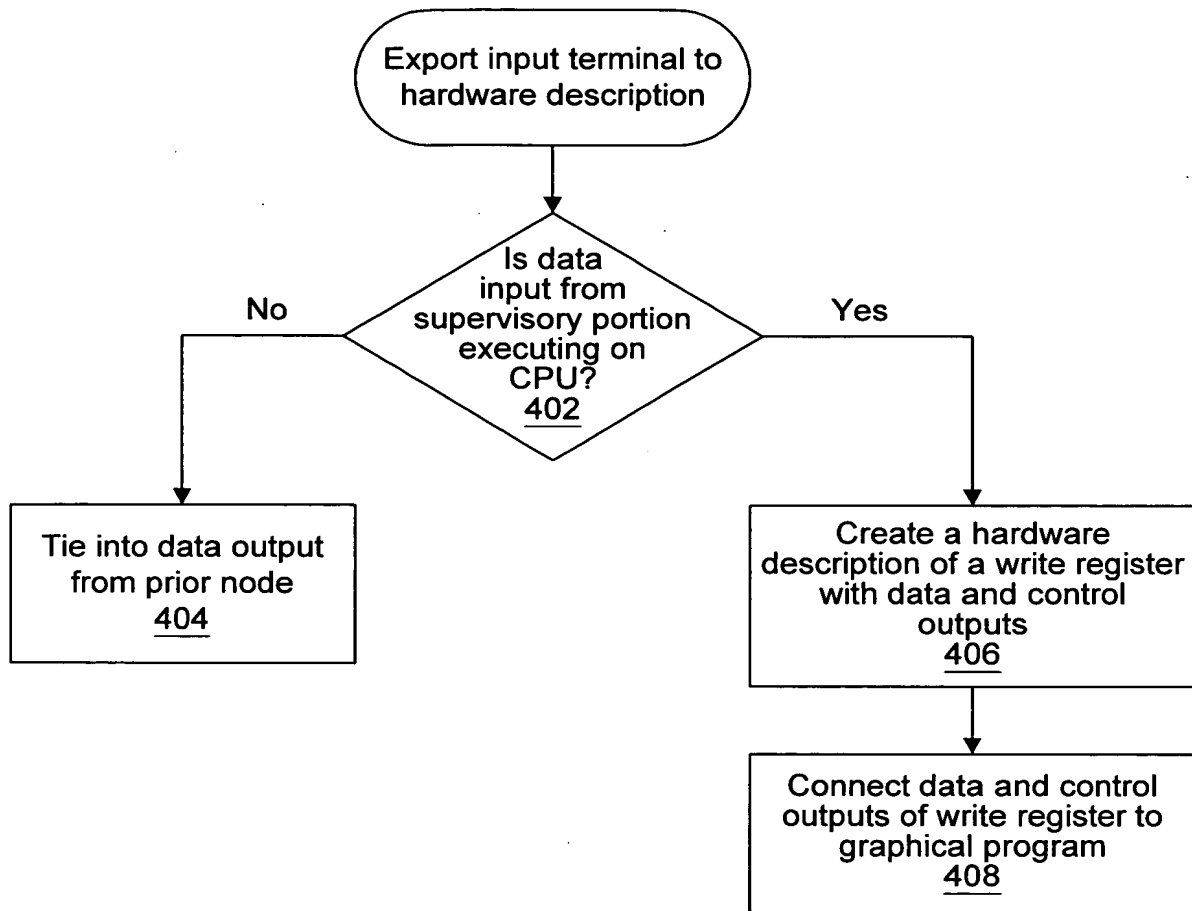 Export input terminal to
hardware description
Is data
input from
supervisory portion
executing on
CPU?
402
No
Yes
Tie into data output
from prior node
404
Create a hardware
description of a write register
with data and control
outputs
406
Connect data and control
outputs of write register to
graphical program
408